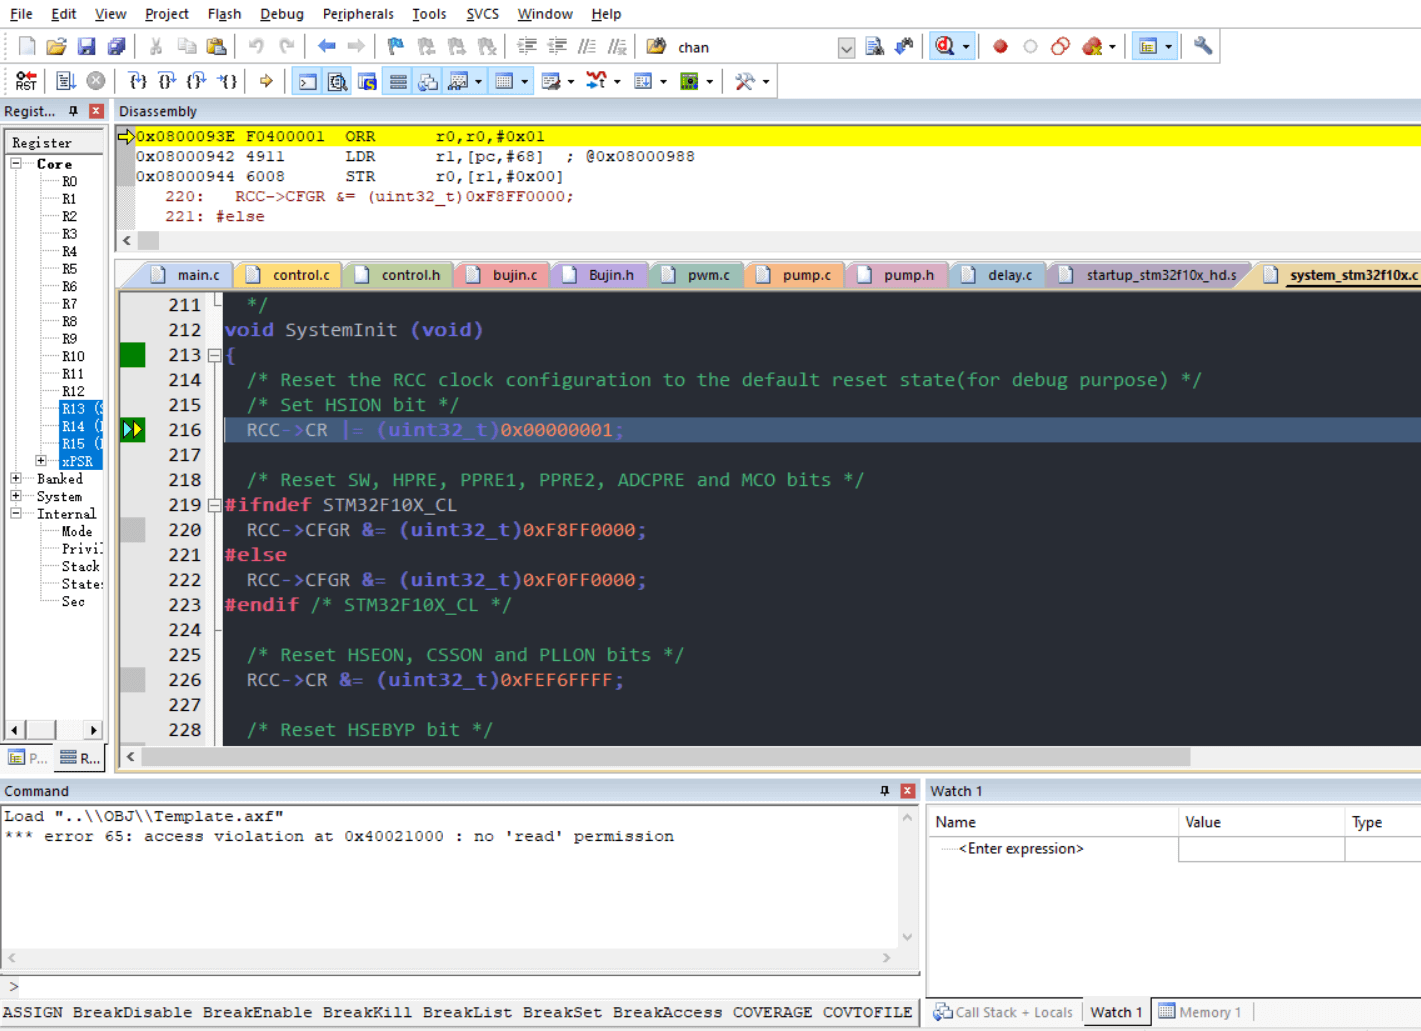 File Edit View Project Flash Debug Peripherals Tools SVCS Window Help
chan
RST
Regist...
Disassembly
Register
Core
R0
R1
R2
R3
R4
R5
R6
R7
R8
R9
R10
R11
R12
R13 (S
R14 (L
R15 (
xPSR
Banked
System
Internal
Mode
Privi:
Stack
State:
Sec
P... R...
0x0800093E F0400001 ORR r0,r0,#0x01
0x08000942 4911 LDR r1,[pc,#68] ; @0x08000988
0x08000944 6008 STR r0,[r1,#0x00]
220: RCC->CFGR &= (uint32_t)0xF8FF0000;
221: #else
main.c control.c control.h bujin.c Bujin.h pwm.c pump.c pump.h delay.c startup_stm32f10x_hd.s system_stm32f10x.c
211 */
212 void SystemInit (void)
213 {
214 /* Reset the RCC clock configuration to the default reset state(for debug purpose) */
215 /* Set HSION bit */
216 RCC->CR |= (uint32_t)0x00000001;
217
218 /* Reset SW, HPRE, PPRE1, PPRE2, ADCPRE and MCO bits */
219 #ifndef STM32F10X_CL
220 RCC->CFGR &= (uint32_t)0xF8FF0000;
221 #else
222 RCC->CFGR &= (uint32_t)0xF0FF0000;
223 #endif /* STM32F10X_CL */
224
225 /* Reset HSEON, CSSON and PLLON bits */
226 RCC->CR &= (uint32_t)0xFEF6FFFF;
227
228 /* Reset HSEBYP bit */
Command
Load "..\\OBJ\\Template.axf"
*** error 65: access violation at 0x40021000 : no 'read' permission
>
ASSIGN BreakDisable BreakEnable BreakKill BreakList BreakSet BreakAccess COVERAGE COVTOFILE
Watch 1
Name Value Type
<Enter expression>
Call Stack + Locals Watch 1 Memory 1